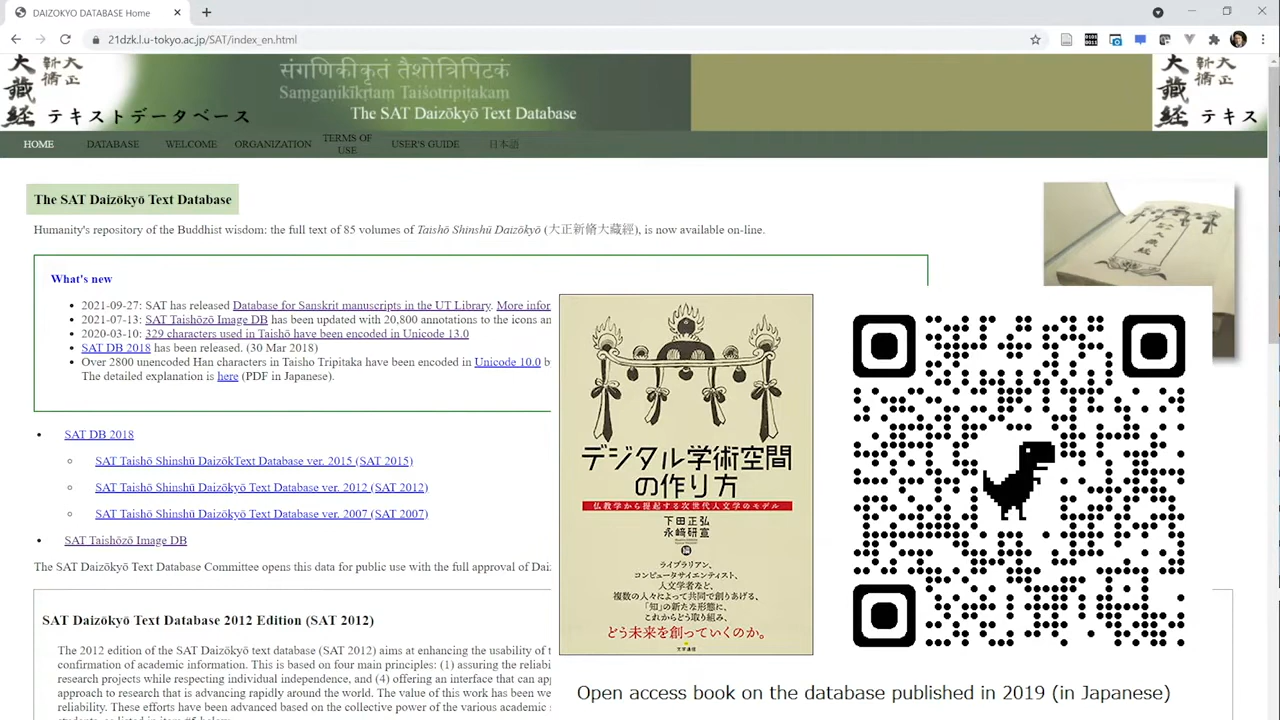 DAIZOKYO DATABASE Home
21dzk.l.u-tokyo.ac.jp/SAT/index_en.html
大正
新脩
大藏経
テキストデータベース
संगणिकीकृतं तैशोत्रिपिटकं
Saṃgaṇikīkṛtaṃ Taiśotripiṭakaṃ
The SAT Daizōkyō Text Database
大正
新脩
大藏経
テキス
HOME DATABASE WELCOME ORGANIZATION TERMS OF USE USER'S GUIDE 日本語
The SAT Daizōkyō Text Database
Humanity's repository of the Buddhist wisdom: the full text of 85 volumes of Taishō Shinshū Daizōkyō (大正新脩大藏經), is now available on-line.
What's new
2021-09-27: SAT has released Database for Sanskrit manuscripts in the UT Library. More infor
2021-07-13: SAT Taishōzō Image DB has been updated with 20,800 annotations to the icons an
2020-03-10: 329 characters used in Taishō have been encoded in Unicode 13.0
SAT DB 2018 has been released. (30 Mar 2018)
Over 2800 unencoded Han characters in Taisho Tripitaka have been encoded in Unicode 10.0 b
The detailed explanation is here (PDF in Japanese).
SAT DB 2018
SAT Taishō Shinshū DaizōkText Database ver. 2015 (SAT 2015)
SAT Taishō Shinshū Daizōkyō Text Database ver. 2012 (SAT 2012)
SAT Taishō Shinshū Daizōkyō Text Database ver. 2007 (SAT 2007)
SAT Taishōzō Image DB
The SAT Daizōkyō Text Database Committee opens this data for public use with the full approval of Dai
SAT Daizōkyō Text Database 2012 Edition (SAT 2012)
The 2012 edition of the SAT Daizōkyō text database (SAT 2012) aims at enhancing the usability of t
confirmation of academic information. This is based on four main principles: (1) assuring the reliabi
research projects while respecting individual independence, and (4) offering an interface that can ap
approach to research that is advancing rapidly around the world. The value of this work has been we
reliability. These efforts have been advanced based on the collective power of the various academic
デジタル学術空間
の作り方
仏教学から提起する次世代人文学のモデル
下田正弘
永﨑研宣
編
ライブラリアン、
コンピュータサイエンティスト、
人文学者など、
複数の人々によって共同で創りあげる、
「知」の新たな形態に、
これからどう取り組み、
どう未来を創っていくのか。
文学通信
Open access book on the database published in 2019 (in Japanese)